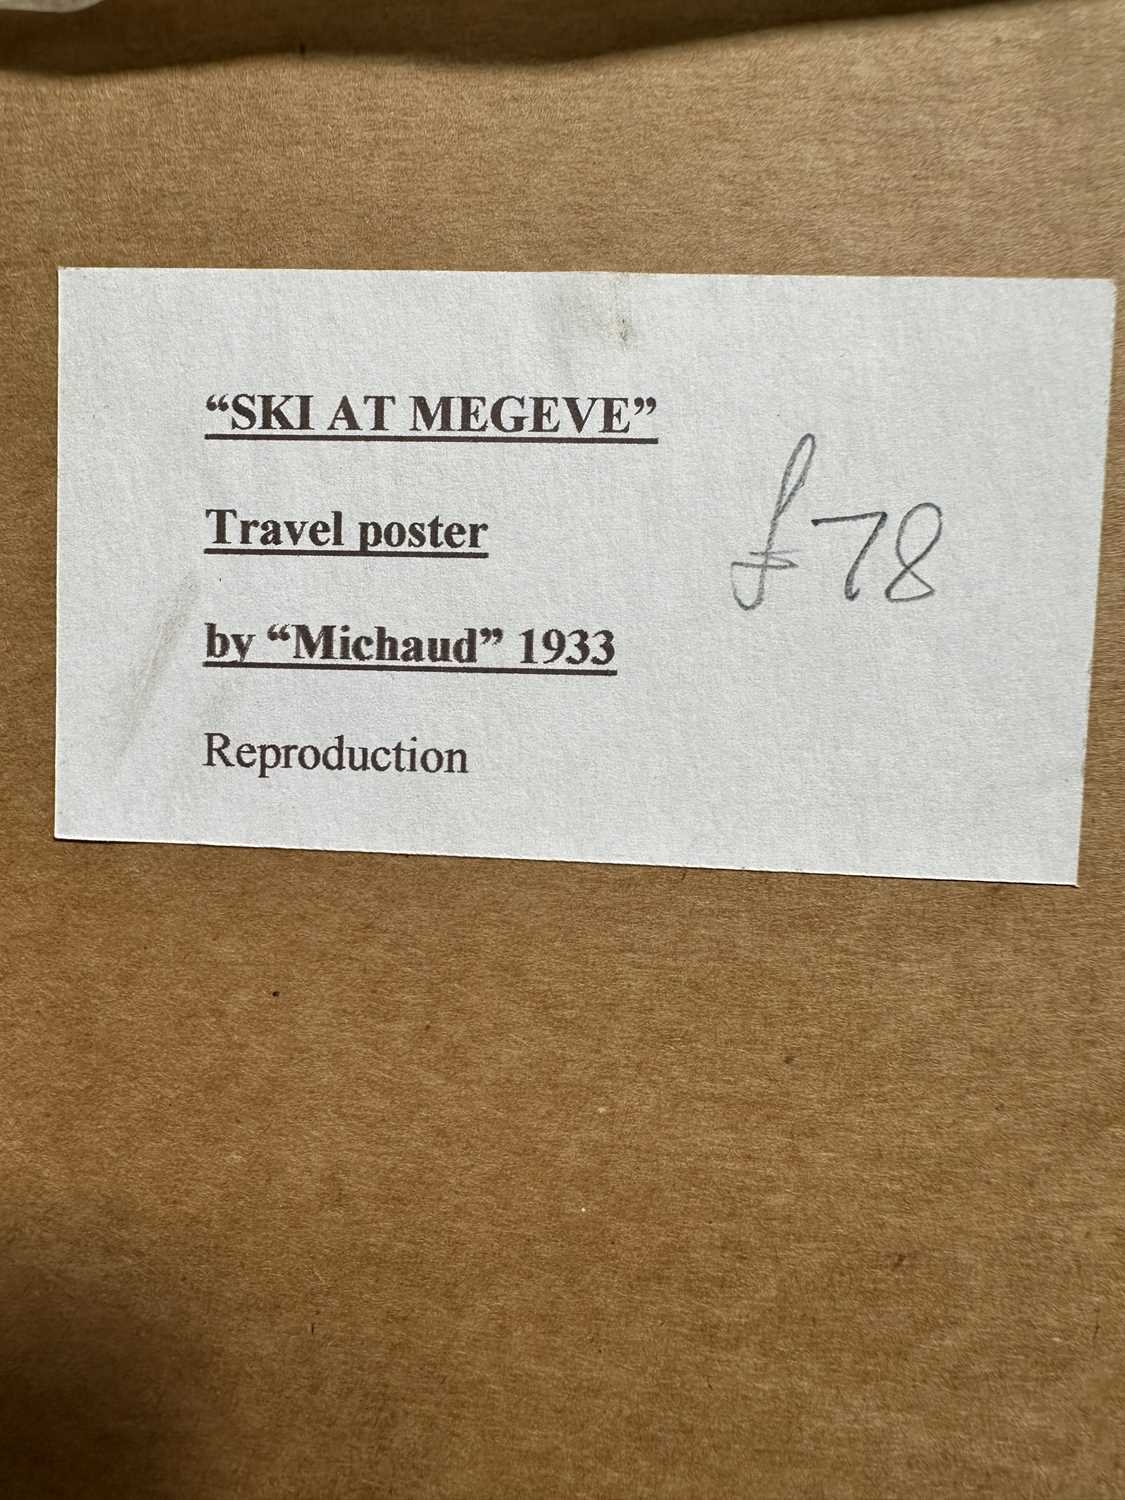 “SKI AT MEGEVE”
Travel poster
£78
by “Michaud” 1933
Reproduction